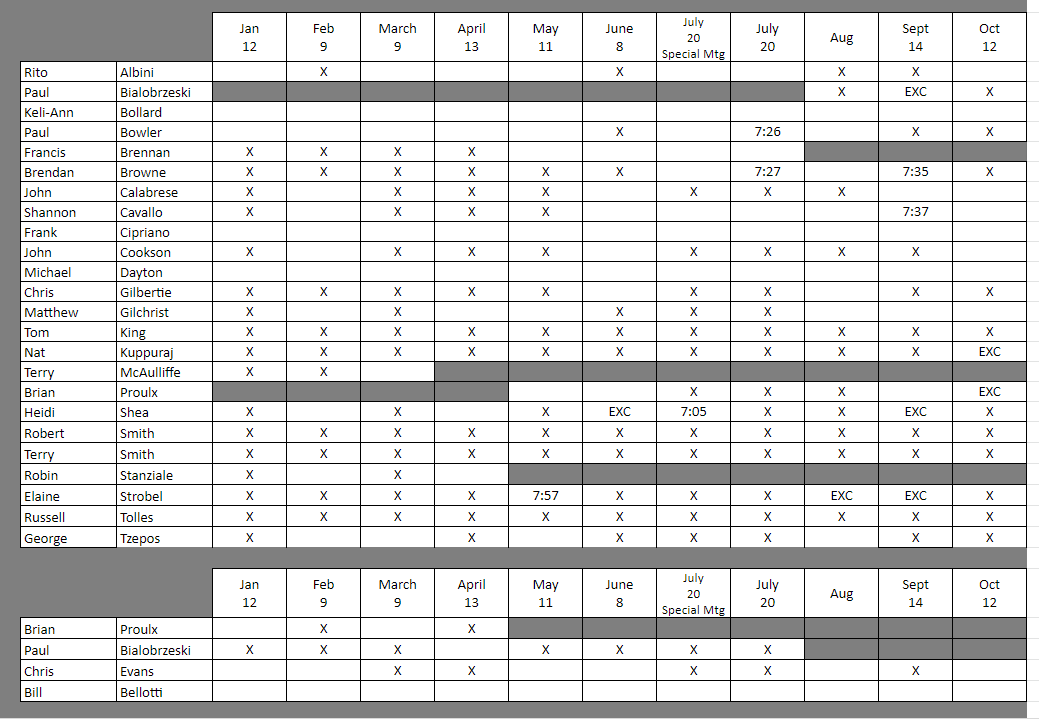 Jan 12 Feb 9 March 9 April 13 May 11 June 8 July 20 Special Mtg July 20 Aug Sept 14 Oct 12
Rito Albini X X X X
Paul Bialobrzeski X EXC X
Keli-Ann Bollard
Paul Bowler X 7:26 X X
Francis Brennan X X X X
Brendan Browne X X X X X X 7:27 7:35 X
John Calabrese X X X X X X X
Shannon Cavallo X X X X 7:37
Frank Cipriano
John Cookson X X X X X X X X
Michael Dayton
Chris Gilbertie X X X X X X X X X
Matthew Gilchrist X X X X X
Tom King X X X X X X X X X X X
Nat Kuppuraj X X X X X X X X X X EXC
Terry McAulliffe X X
Brian Proulx X X X EXC
Heidi Shea X X X EXC 7:05 X X EXC X
Robert Smith X X X X X X X X X X X
Terry Smith X X X X X X X X X X X
Robin Stanziale X X
Elaine Strobel X X X X 7:57 X X X EXC EXC X
Russell Tolles X X X X X X X X X X X
George Tzepos X X X X X X X
Jan 12 Feb 9 March 9 April 13 May 11 June 8 July 20 Special Mtg July 20 Aug Sept 14 Oct 12
Brian Proulx X X
Paul Bialobrzeski X X X X X X X
Chris Evans X X X X X
Bill Bellotti